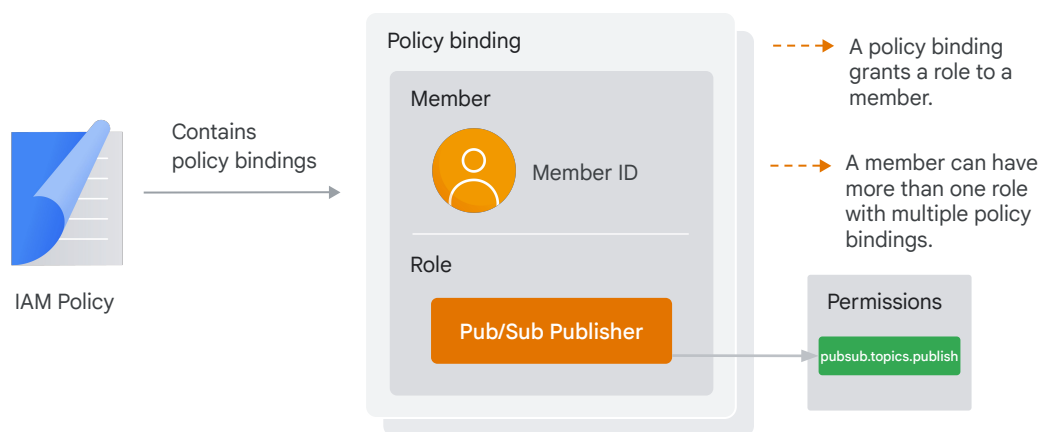 Policy binding
Member
Member ID
Role
Pub/Sub Publisher
Contains
policy bindings
IAM Policy
A policy binding
grants a role to a
member.
A member can have
more than one role
with multiple policy
bindings.
Permissions
pubsub.topics.publish